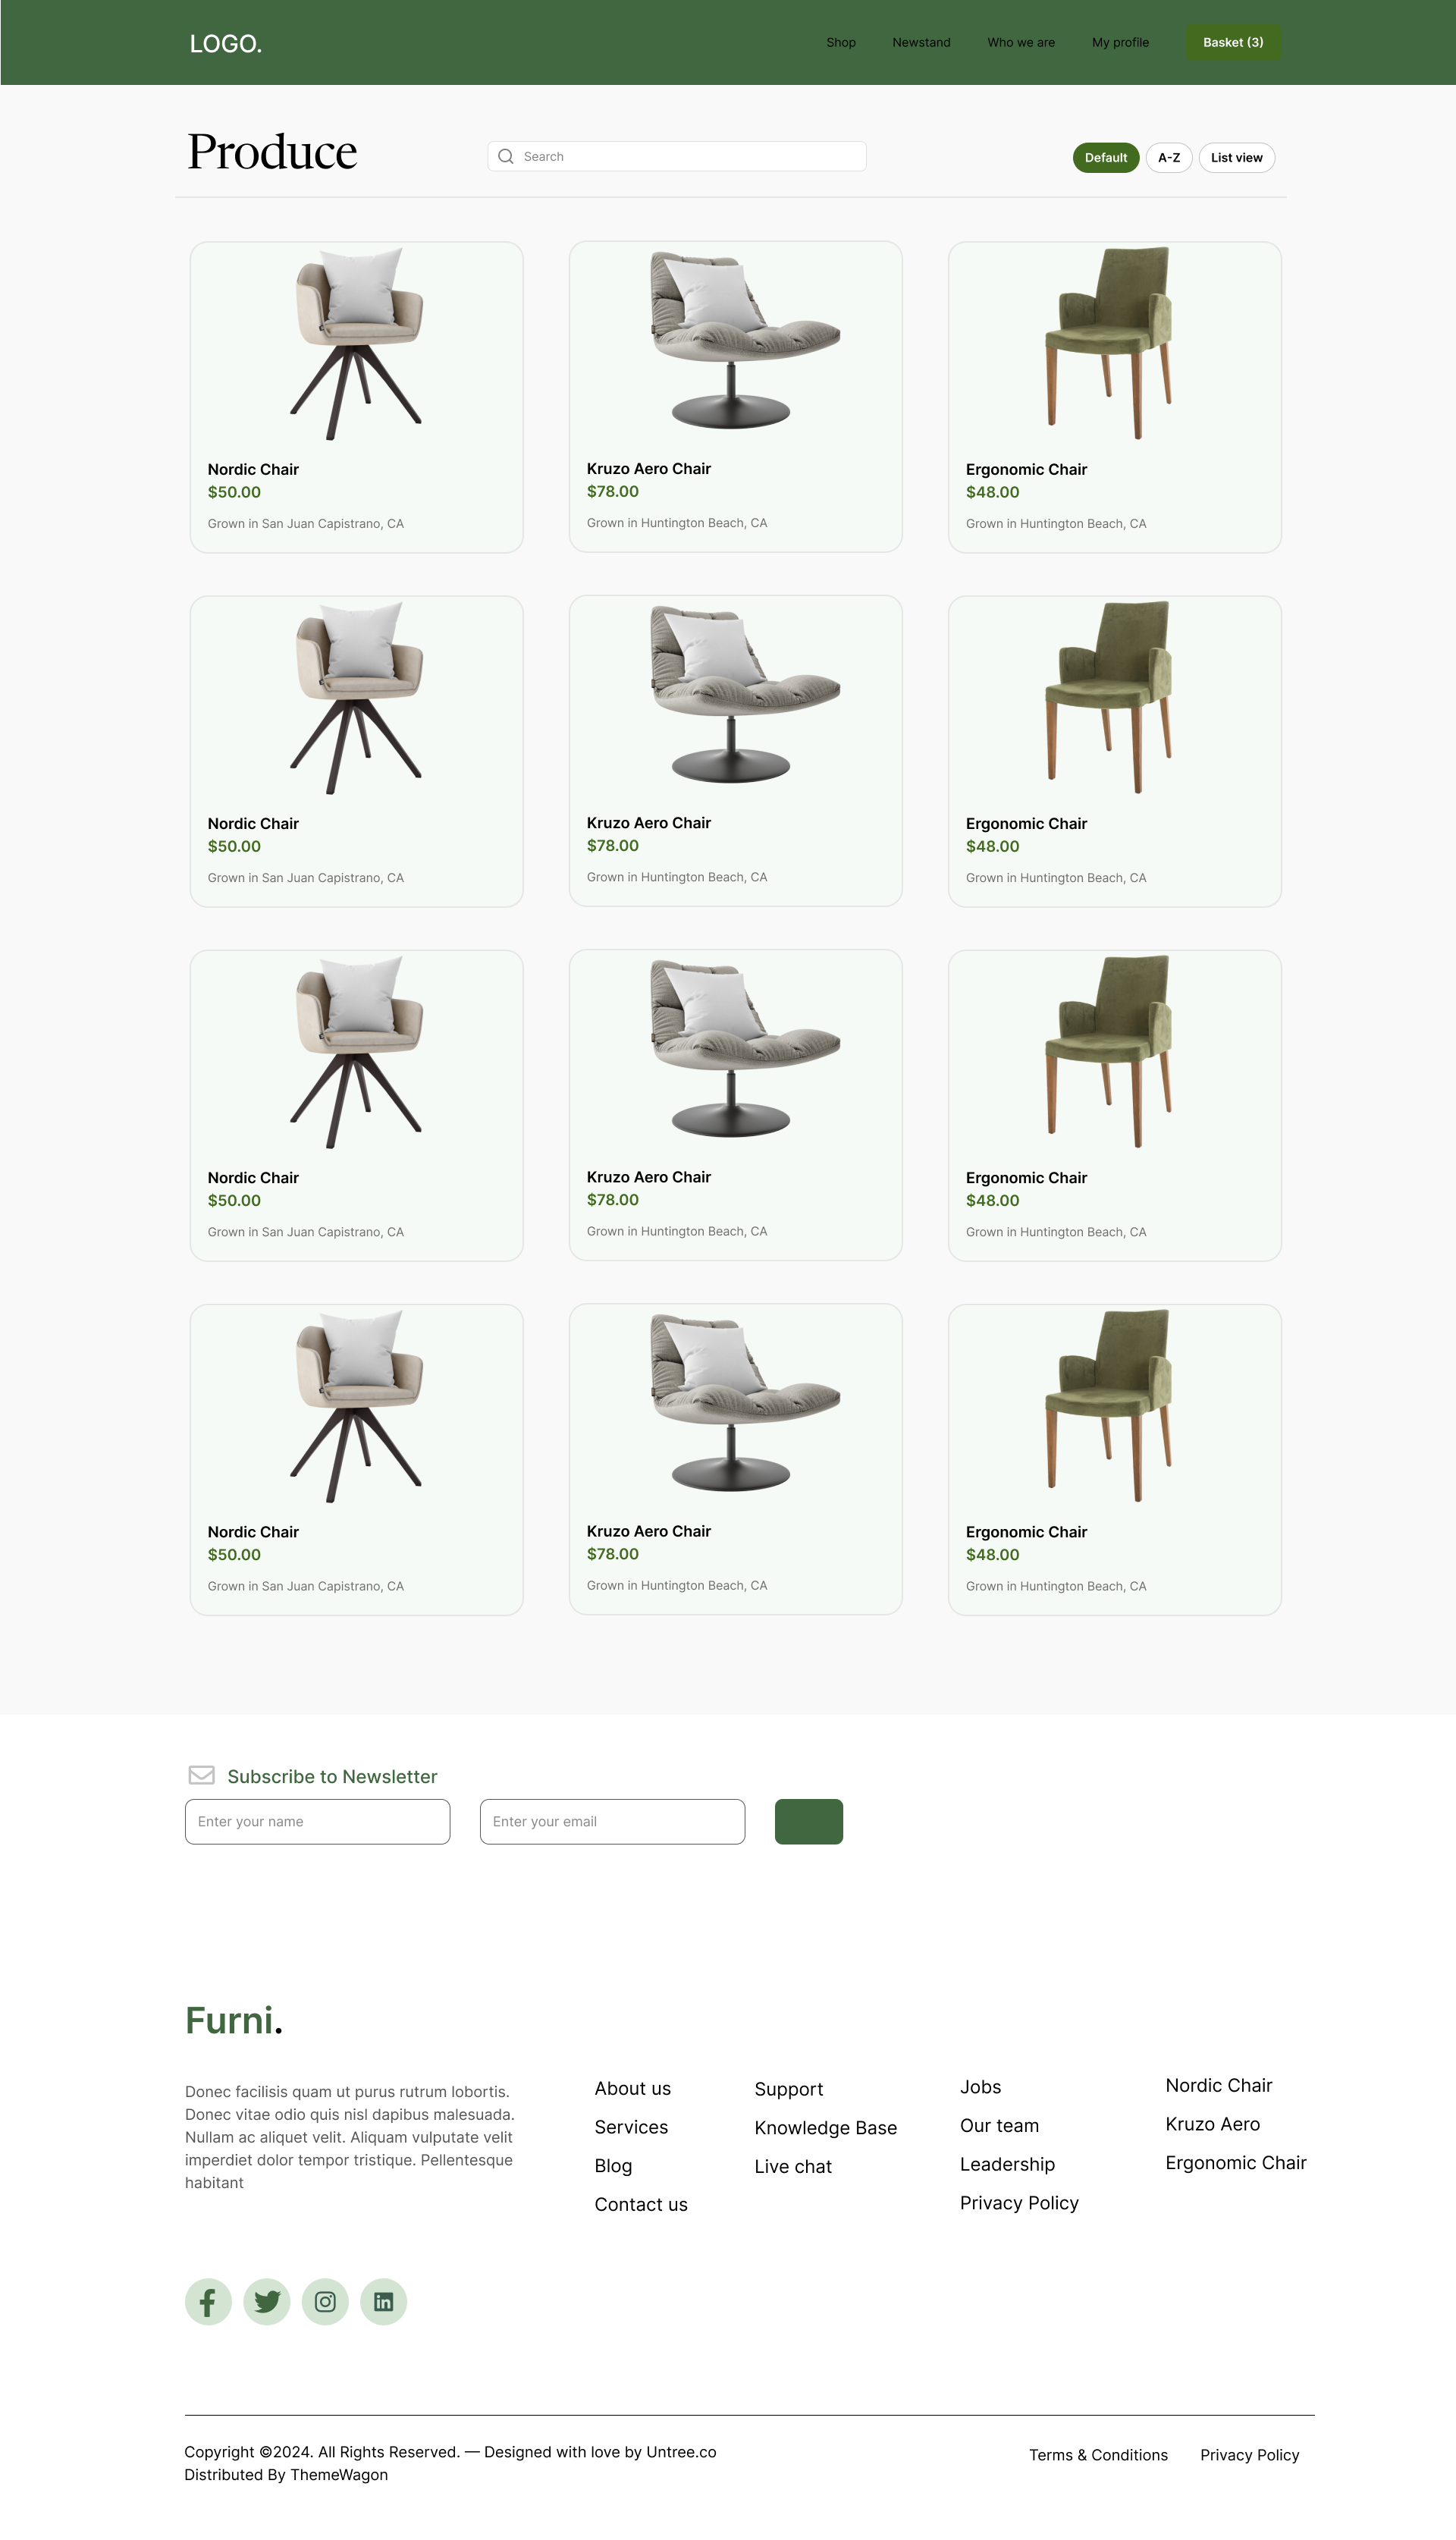 LOGO.
Shop
Newstand
Who we are
My profile
Basket (3)
Produce
Search
Default
A-Z
List view
Nordic Chair
$50.00
Grown in San Juan Capistrano, CA
Kruzo Aero Chair
$78.00
Grown in Huntington Beach, CA
Ergonomic Chair
$48.00
Grown in Huntington Beach, CA
Nordic Chair
$50.00
Grown in San Juan Capistrano, CA
Kruzo Aero Chair
$78.00
Grown in Huntington Beach, CA
Ergonomic Chair
$48.00
Grown in Huntington Beach, CA
Nordic Chair
$50.00
Grown in San Juan Capistrano, CA
Kruzo Aero Chair
$78.00
Grown in Huntington Beach, CA
Ergonomic Chair
$48.00
Grown in Huntington Beach, CA
Nordic Chair
$50.00
Grown in San Juan Capistrano, CA
Kruzo Aero Chair
$78.00
Grown in Huntington Beach, CA
Ergonomic Chair
$48.00
Grown in Huntington Beach, CA
Subscribe to Newsletter
Enter your name
Enter your email
Furni.
Donec facilisis quam ut purus rutrum lobortis.
Donec vitae odio quis nisl dapibus malesuada.
Nullam ac aliquet velit. Aliquam vulputate velit
imperdiet dolor tempor tristique. Pellentesque
habitant
About us
Services
Blog
Contact us
Support
Knowledge Base
Live chat
Jobs
Our team
Leadership
Privacy Policy
Nordic Chair
Kruzo Aero
Ergonomic Chair
Copyright ©2024. All Rights Reserved. — Designed with love by Untree.co
Distributed By ThemeWagon
Terms & Conditions
Privacy Policy